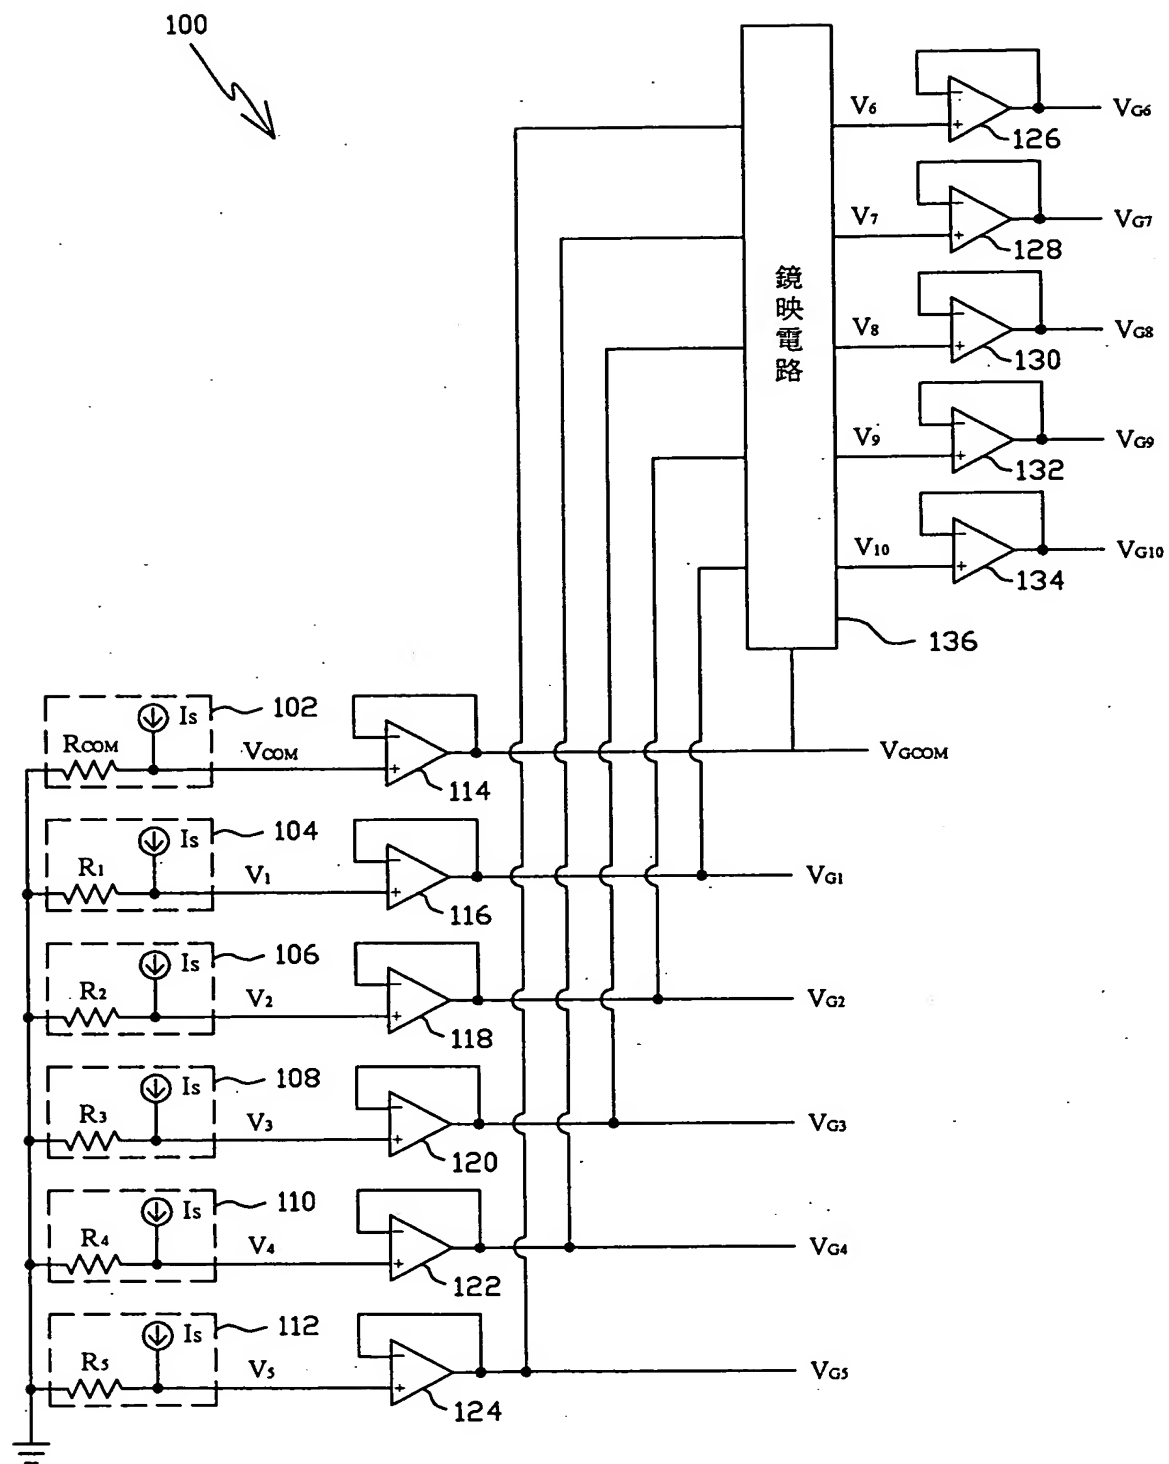 100
V6
126
VG6
V7
128
VG7
鏡映電路
V8
130
VG8
V9
132
VG9
V10
134
VG10
136
102
Is
RCOM
VCOM
114
VGCOM
104
Is
R1
V1
116
VG1
106
Is
R2
V2
118
VG2
108
Is
R3
V3
120
VG3
110
Is
R4
V4
122
VG4
112
Is
R5
V5
124
VG5